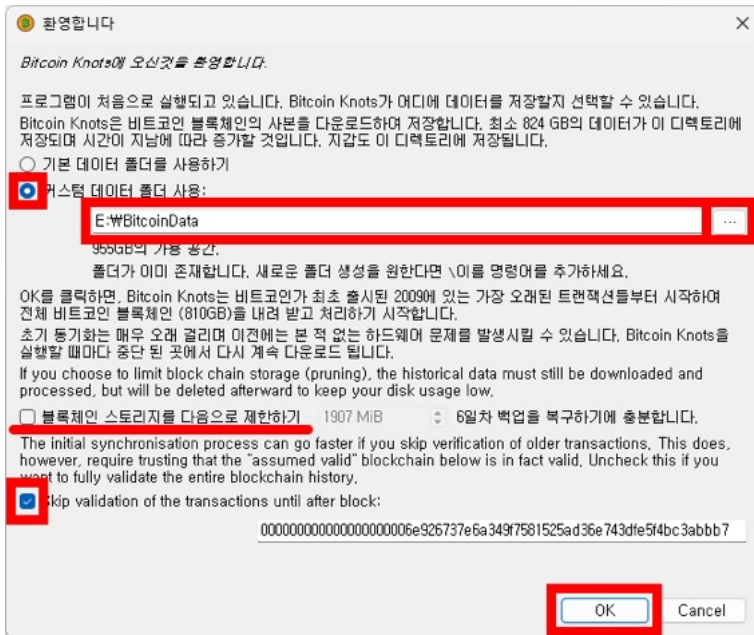 환영합니다
Bitcoin Knots에 오신것을 환영합니다.
프로그램이 처음으로 실행되고 있습니다. Bitcoin Knots가 어디에 데이터를 저장할지 선택할 수 있습니다.
Bitcoin Knots은 비트코인 블록체인의 사본을 다운로드하여 저장합니다. 최소 824 GB의 데이터가 이 디렉토리에
저장되며 시간이 지남에 따라 증가할 것입니다. 지갑도 이 디렉토리에 저장됩니다.
기본 데이터 폴더를 사용하기
커스텀 데이터 폴더 사용:
E:₩BitcoinData
...
955GB의 가용 공간.
폴더가 이미 존재합니다. 새로운 폴더 생성을 원한다면 \이름 명령어를 추가하세요.
OK를 클릭하면, Bitcoin Knots는 비트코인가 최초 출시된 2009에 있는 가장 오래된 트랜잭션들부터 시작하여
전체 비트코인 블록체인 (810GB)을 내려 받고 처리하기 시작합니다.
초기 동기화는 매우 오래 걸리며 이전에는 본 적 없는 하드웨어 문제를 발생시킬 수 있습니다. Bitcoin Knots을
실행할 때마다 중단 된 곳에서 다시 계속 다운로드 됩니다.
If you choose to limit block chain storage (pruning), the historical data must still be downloaded and
processed, but will be deleted afterward to keep your disk usage low.
블록체인 스토리지를 다음으로 제한하기 1907 MiB 6일차 백업을 복구하기에 충분합니다.
The initial synchronisation process can go faster if you skip verification of older transactions. This does,
however, require trusting that the "assumed valid" blockchain below is in fact valid. Uncheck this if you
want to fully validate the entire blockchain history.
Skip validation of the transactions until after block:
000000000000000000006e926737e6a349f7581525ad36e743dfe5f4bc3abbb7
OK Cancel